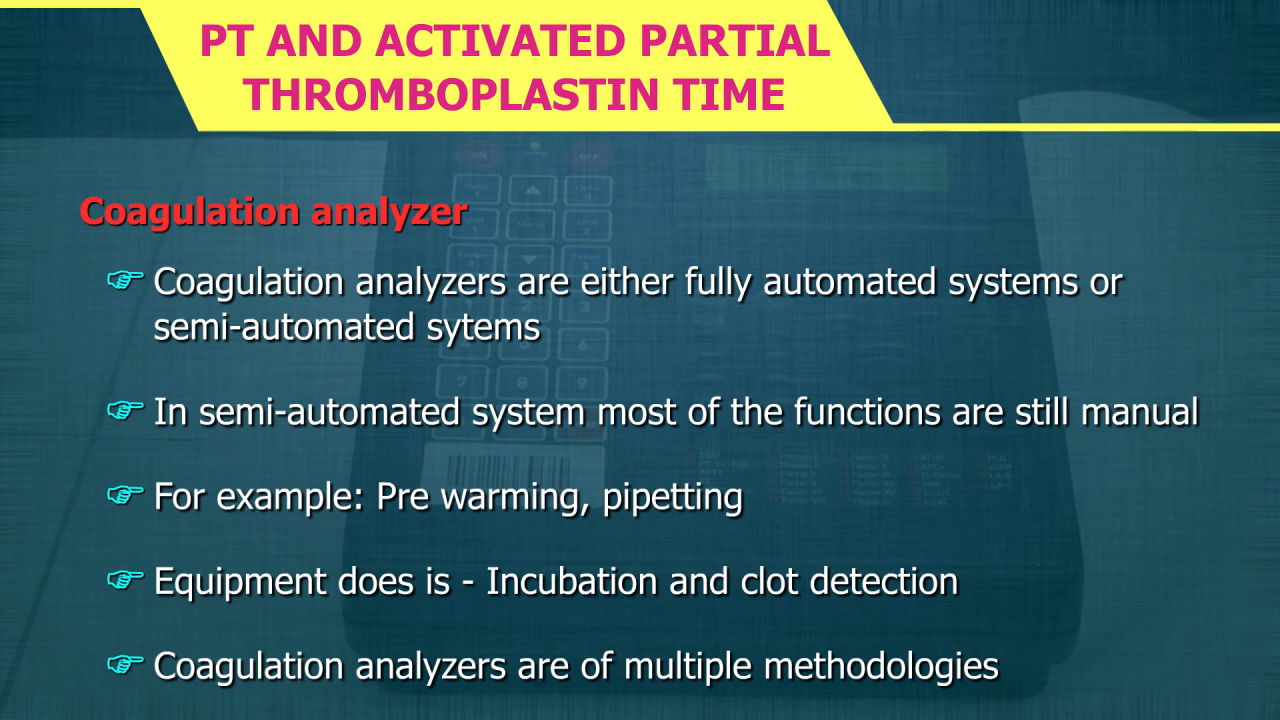 PT AND ACTIVATED PARTIAL
THROMBOPLASTIN TIME
Coagulation analyzer
Coagulation analyzers are either fully automated systems or
semi-automated sytems
In semi-automated system most of the functions are still manual
For example: Pre warming, pipetting
Equipment does is - Incubation and clot detection
Coagulation analyzers are of multiple methodologies